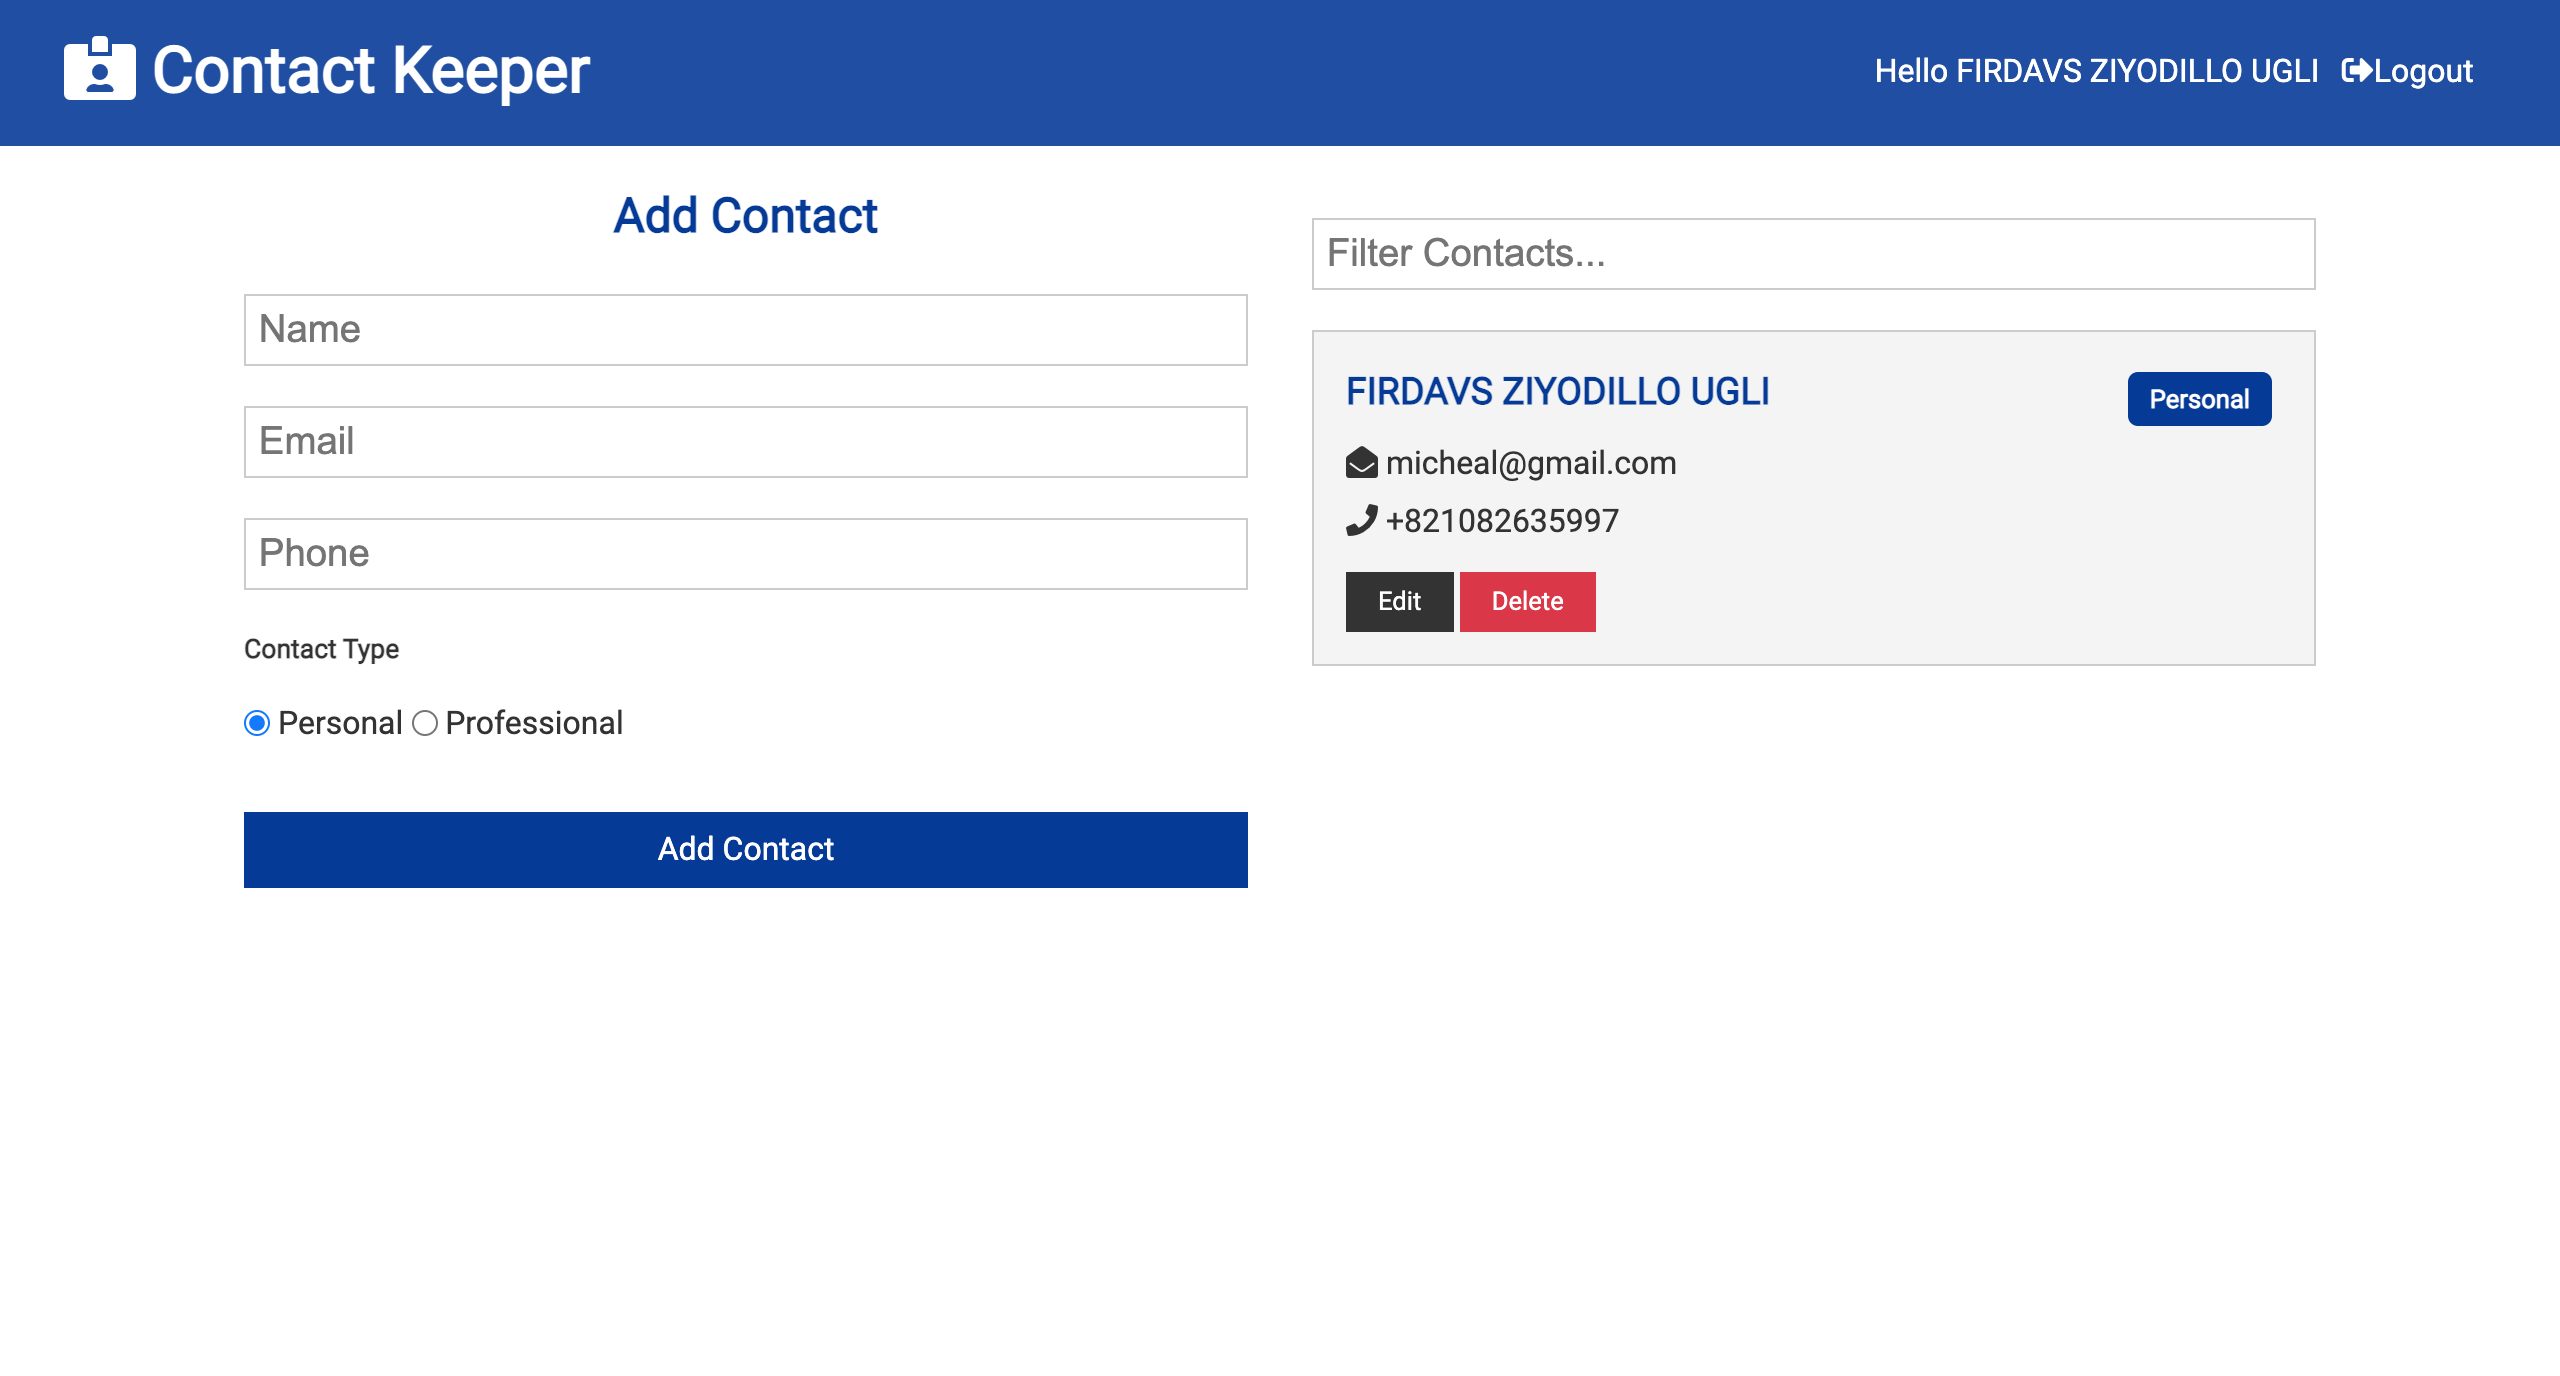 Contact Keeper
Hello FIRDAVS ZIYODILLO UGLI Logout
Add Contact
Name
Email
Phone
Contact Type
Personal Professional
Add Contact
Filter Contacts...
FIRDAVS ZIYODILLO UGLI
Personal
micheal@gmail.com
+821082635997
Edit Delete